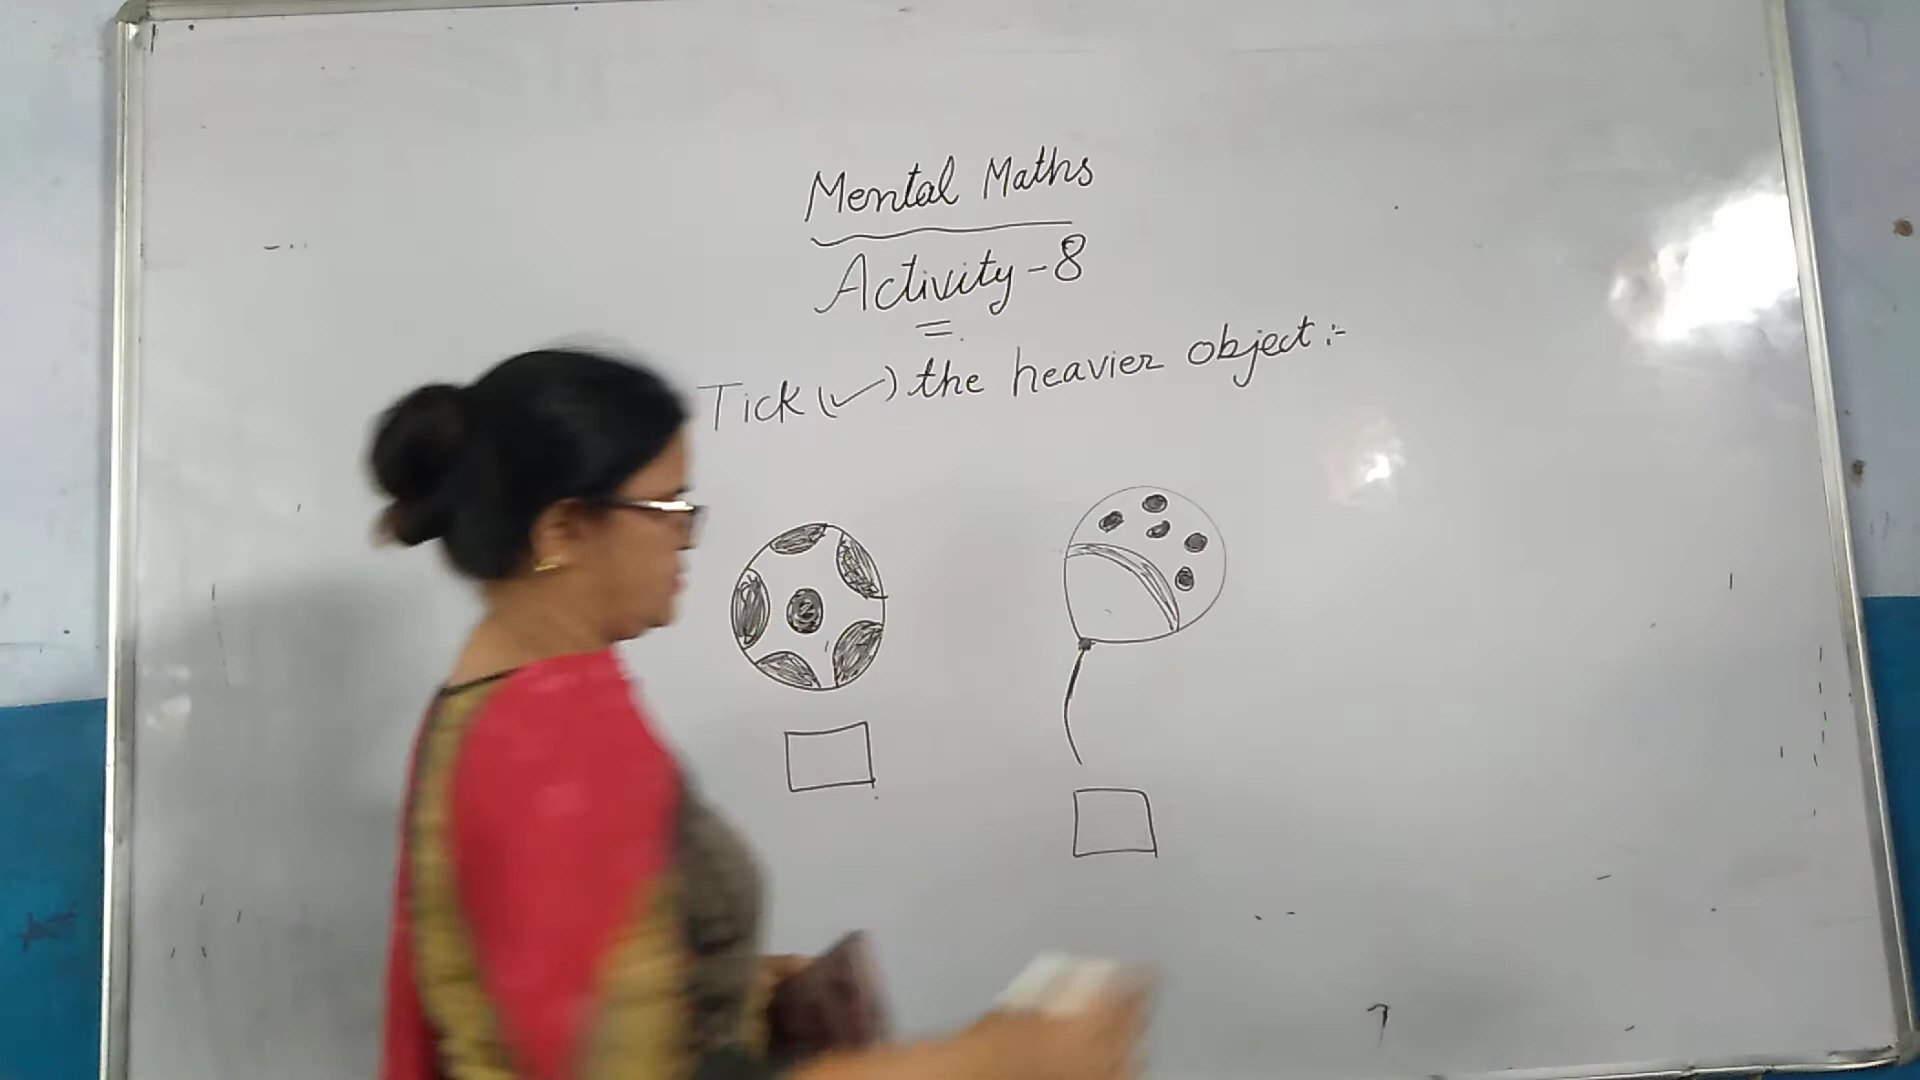 Mental Maths
Activity-8
Tick (✓) the heavier object:-